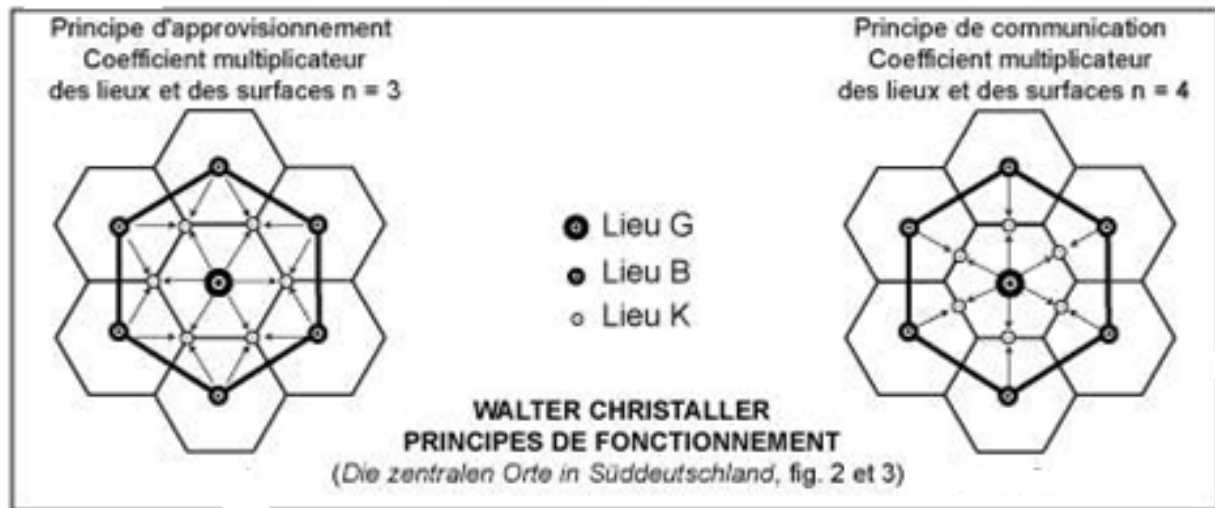 Principe d'approvisionnement
Coefficient multiplicateur
des lieux et des surfaces n = 3
Principe de communication
Coefficient multiplicateur
des lieux et des surfaces n = 4
Lieu G
Lieu B
Lieu K
WALTER CHRISTALLER
PRINCIPES DE FONCTIONNEMENT
(Die zentralen Orte in Süddeutschland, fig. 2 et 3)